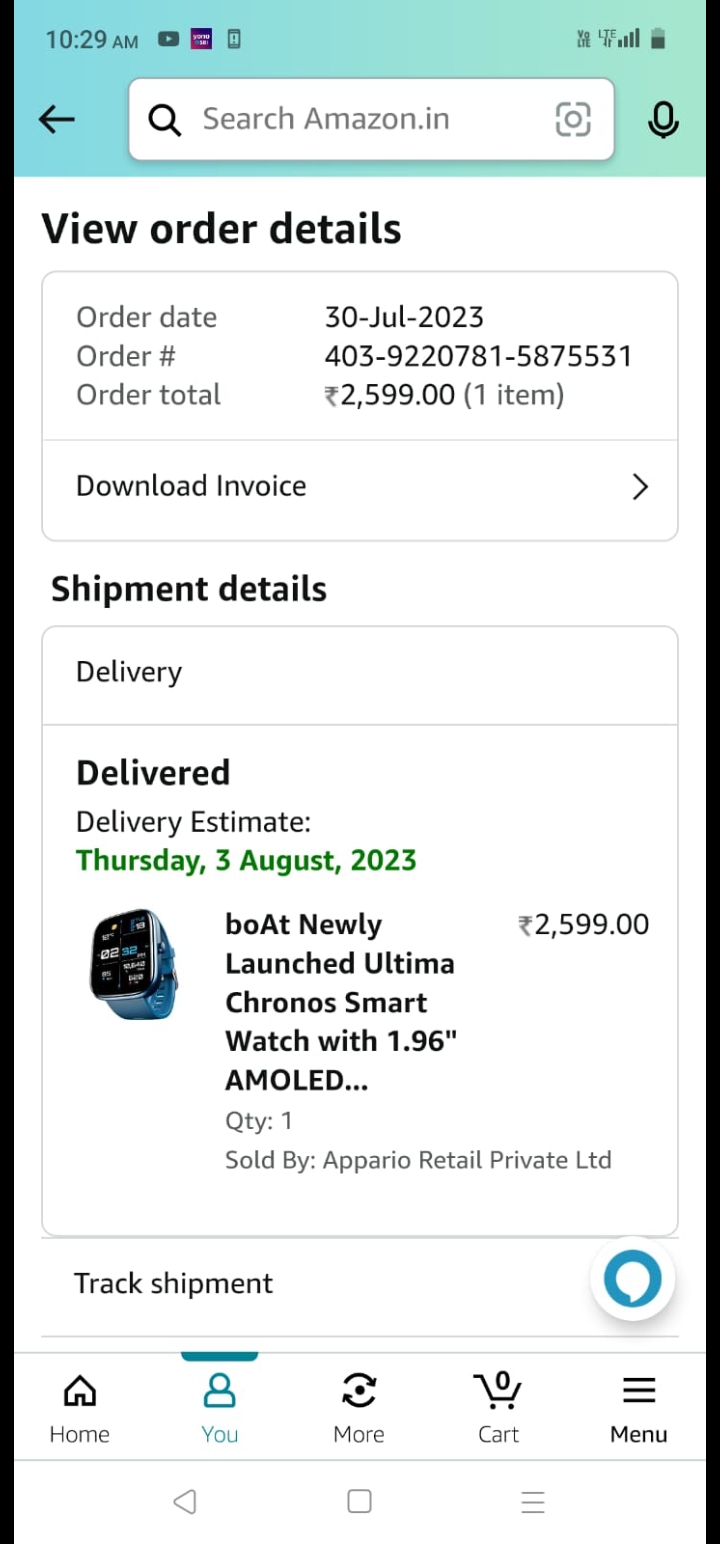 10:29 AM
Search Amazon.in
View order details
Order date 30-Jul-2023
Order # 403-9220781-5875531
Order total ₹2,599.00 (1 item)
Download Invoice
Shipment details
Delivery
Delivered
Delivery Estimate:
Thursday, 3 August, 2023
boAt Newly ₹2,599.00
Launched Ultima
Chronos Smart
Watch with 1.96"
AMOLED...
Qty: 1
Sold By: Appario Retail Private Ltd
Track shipment
0
Home You More Cart Menu